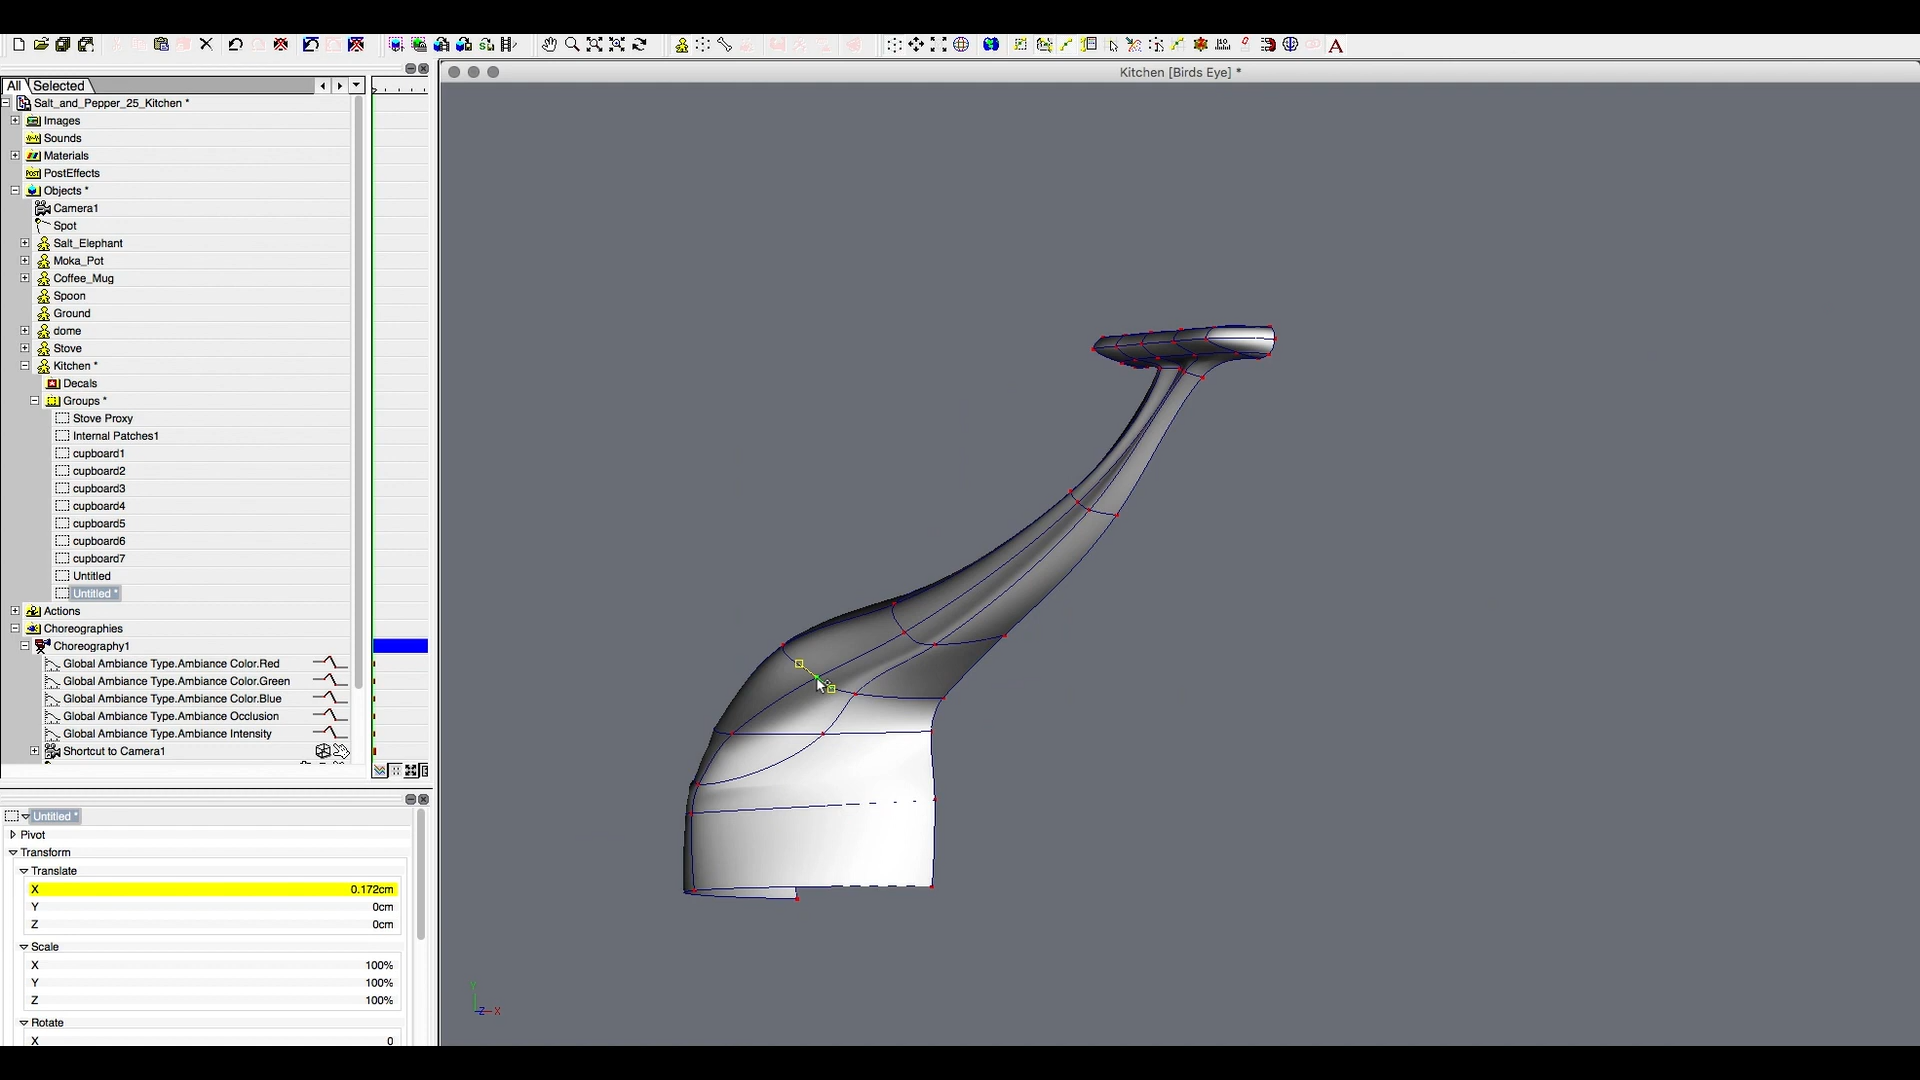 Kitchen [Birds Eye] *
All
Selected
Salt_and_Pepper_25_Kitchen *
Images
Sounds
Materials
PostEffects
Objects *
Camera1
Spot
Salt_Elephant
Moka_Pot
Coffee_Mug
Spoon
Ground
dome
Stove
Kitchen *
Decals
Groups *
Stove Proxy
Internal Patches1
cupboard1
cupboard2
cupboard3
cupboard4
cupboard5
cupboard6
cupboard7
Untitled
Untitled *
Actions
Choreographies
Choreography1
Global Ambiance Type.Ambiance Color.Red
Global Ambiance Type.Ambiance Color.Green
Global Ambiance Type.Ambiance Color.Blue
Global Ambiance Type.Ambiance Occlusion
Global Ambiance Type.Ambiance Intensity
Shortcut to Camera1
Untitled *
Pivot
Transform
Translate
X 0.172cm
Y 0cm
Z 0cm
Scale
X 100%
Y 100%
Z 100%
Rotate
X 0
Z X